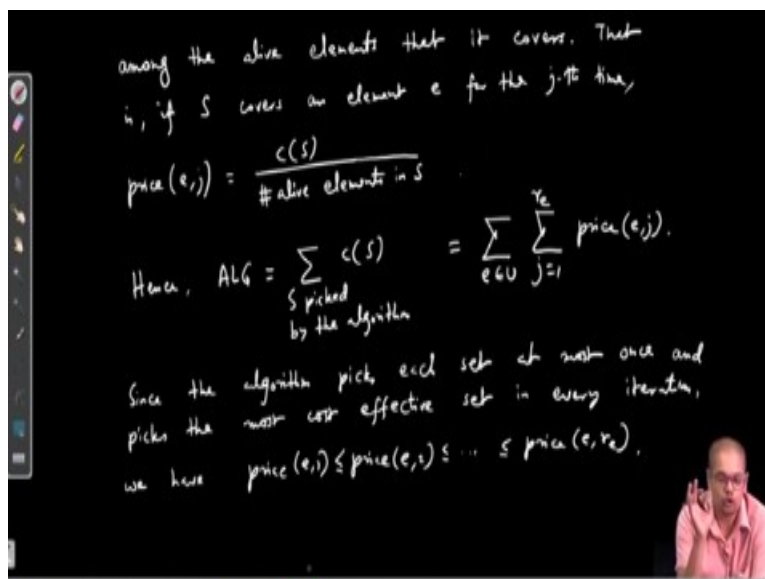 among the alive elements that it covers. That
is, if S covers an element e for the j-th time,
price(e,j) = c(S) / # alive elements in S .
Hence, ALG = ∑ c(S) = ∑ ∑ price(e,j).
S picked e∈U j=1 r_e
by the algorithm
Since the algorithm picks each set at most once and
picks the most cost effective set in every iteration,
we have price(e,1) ≤ price(e,2) ≤ ... ≤ price(e,r_e).